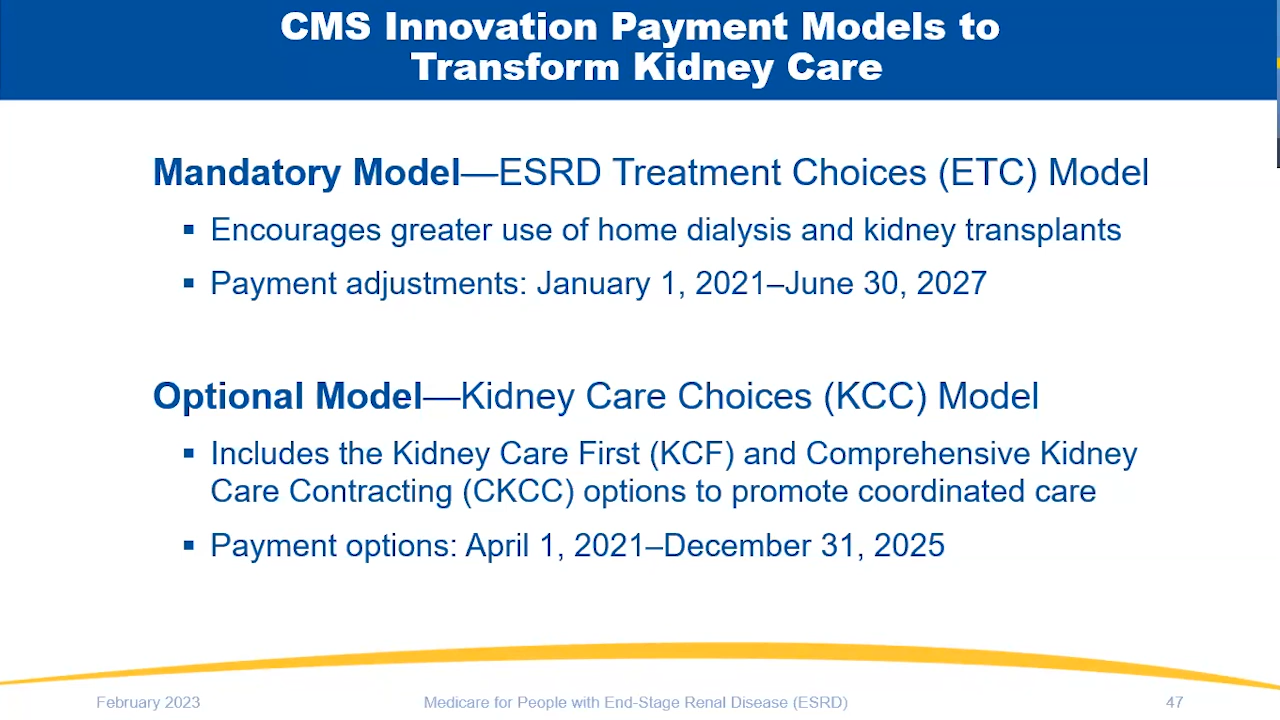 CMS Innovation Payment Models to
Transform Kidney Care
Mandatory Model—ESRD Treatment Choices (ETC) Model
▪ Encourages greater use of home dialysis and kidney transplants
▪ Payment adjustments: January 1, 2021–June 30, 2027
Optional Model—Kidney Care Choices (KCC) Model
▪ Includes the Kidney Care First (KCF) and Comprehensive Kidney
Care Contracting (CKCC) options to promote coordinated care
▪ Payment options: April 1, 2021–December 31, 2025
February 2023
Medicare for People with End-Stage Renal Disease (ESRD)
47